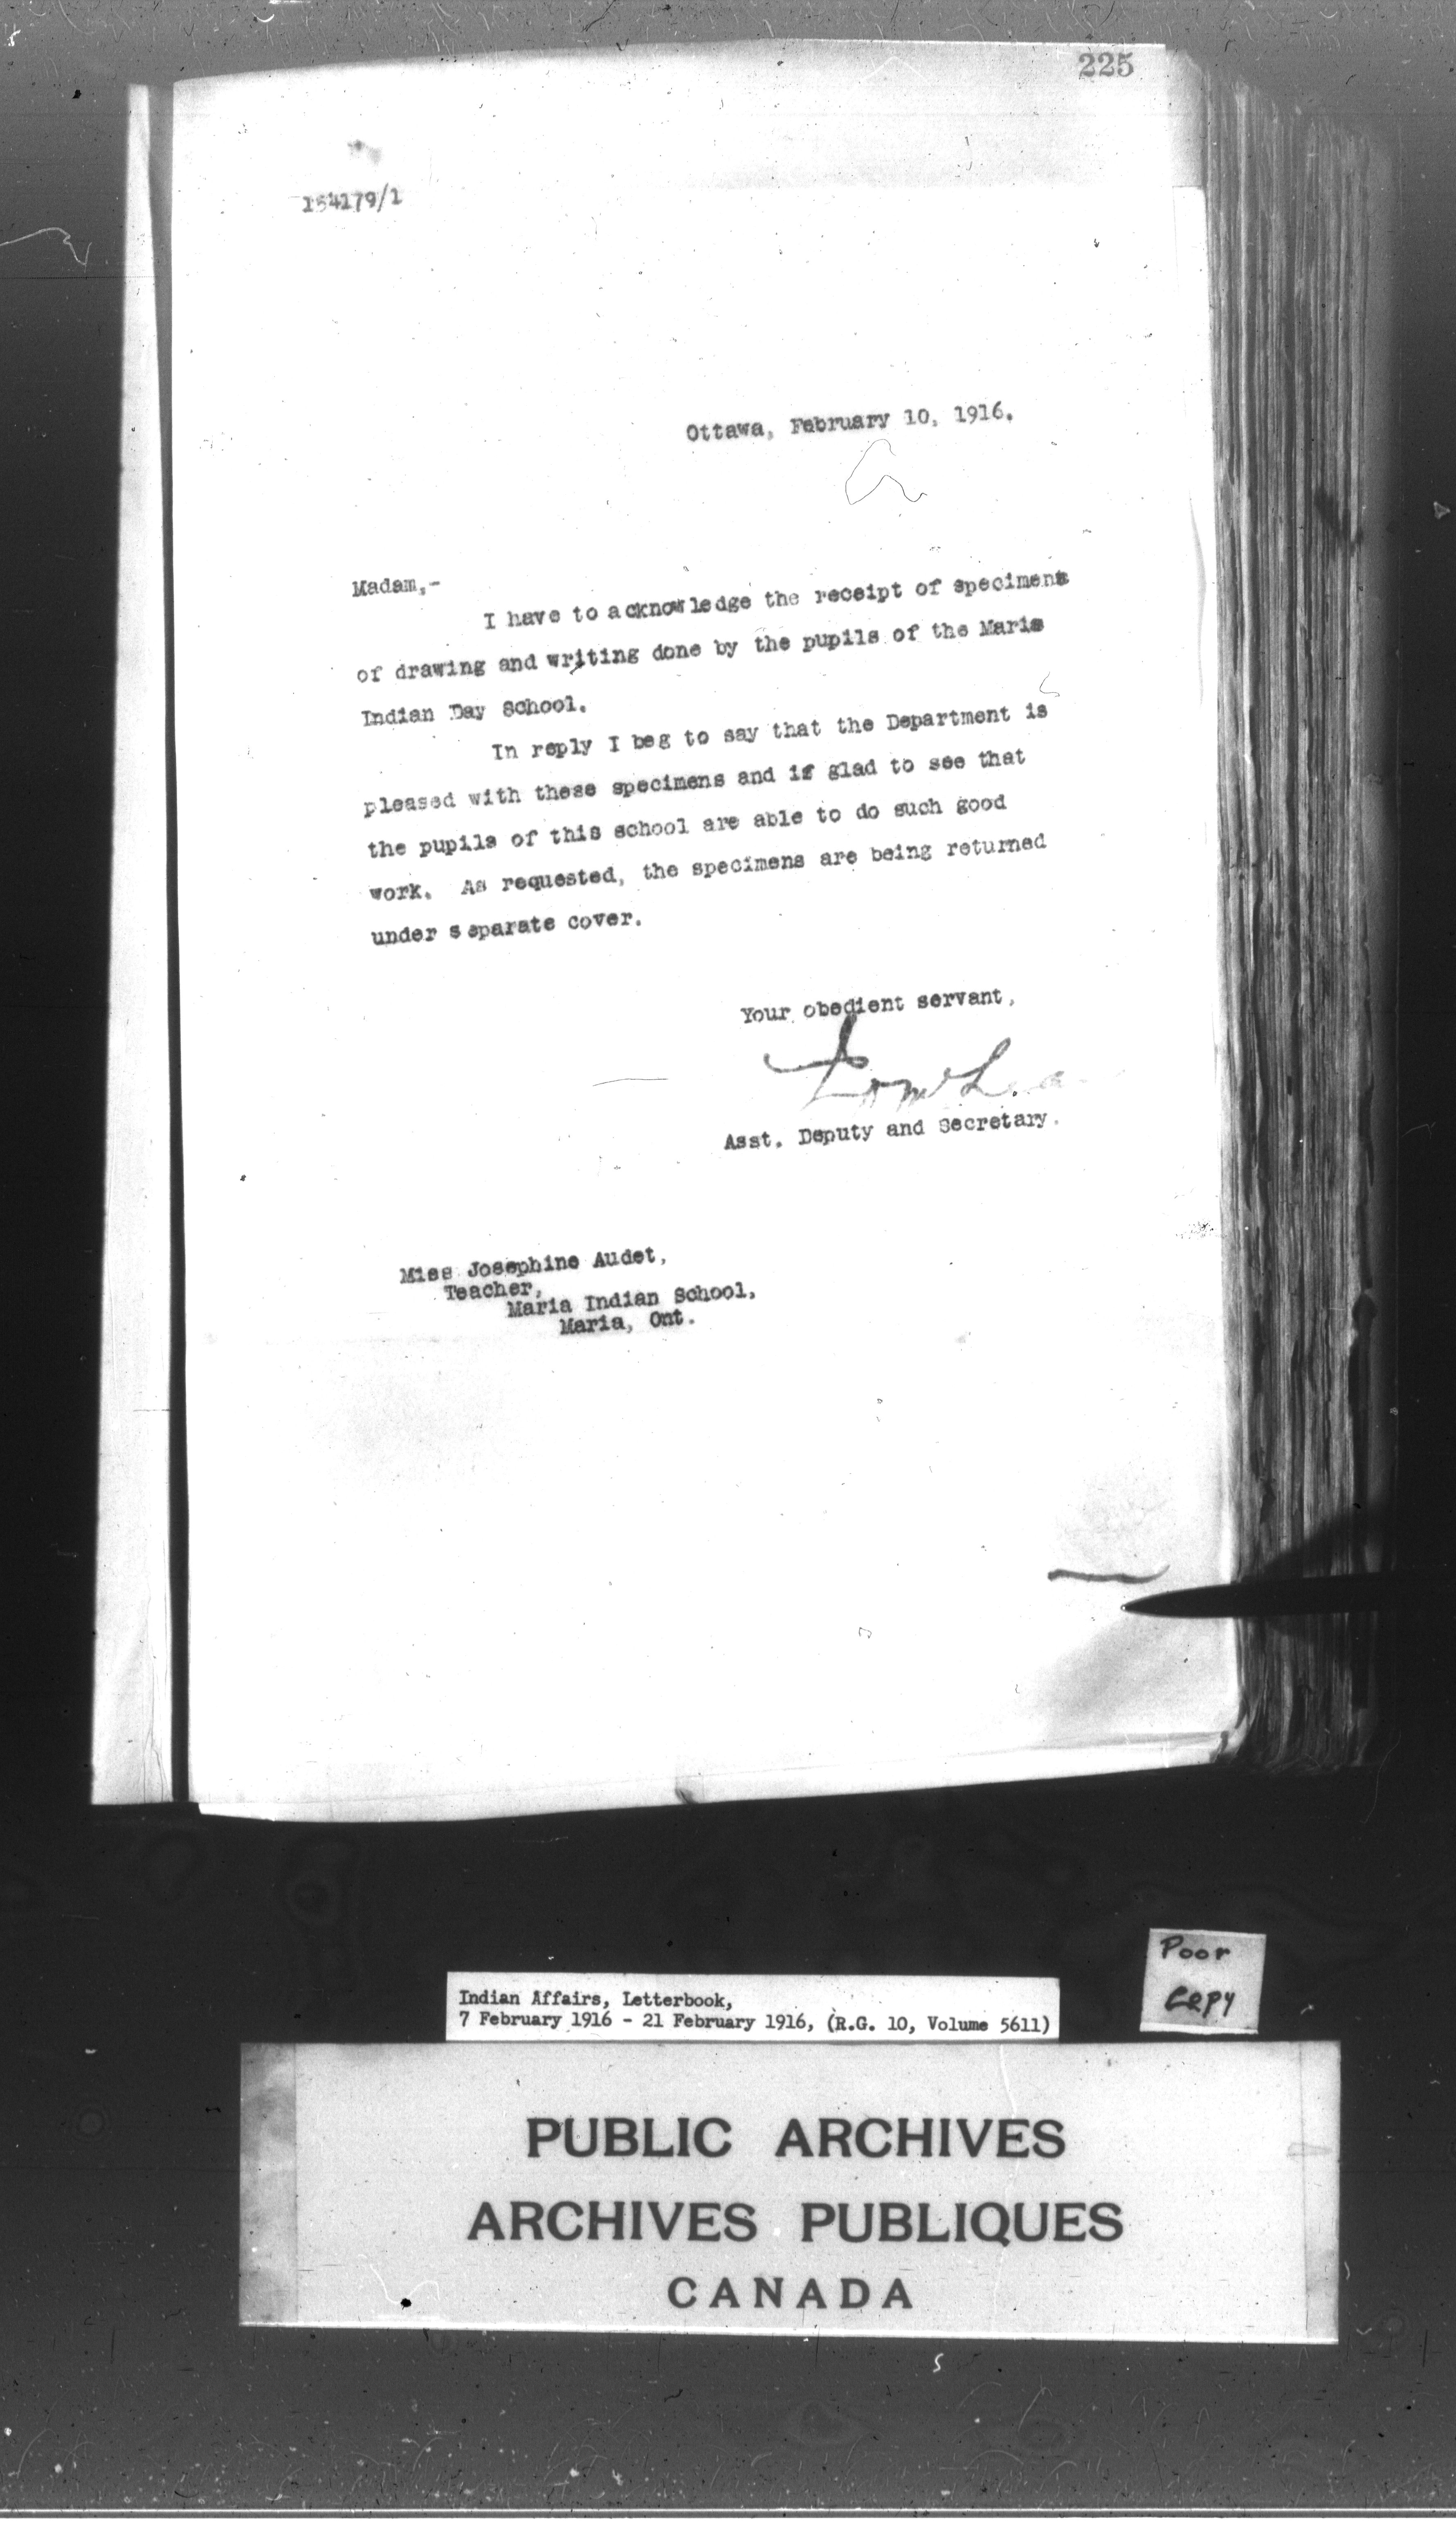 225
154179/1
Ottawa, February 10, 1916.
Madam,-
I have to acknowledge the receipt of specimens
of drawing and writing done by the pupils of the Maria
Indian Day School.
In reply I beg to say that the Department is
pleased with these specimens and is glad to see that
the pupils of this school are able to do such good
work. As requested, the specimens are being returned
under separate cover.
Your obedient servant,
Asst. Deputy and Secretary.
Miss Josephine Audet,
Teacher,
Maria Indian School,
Maria, Ont.
Poor
Copy
Indian Affairs, Letterbook,
7 February 1916 - 21 February 1916, (R.G. 10, Volume 5611)
PUBLIC ARCHIVES
ARCHIVES PUBLIQUES
CANADA